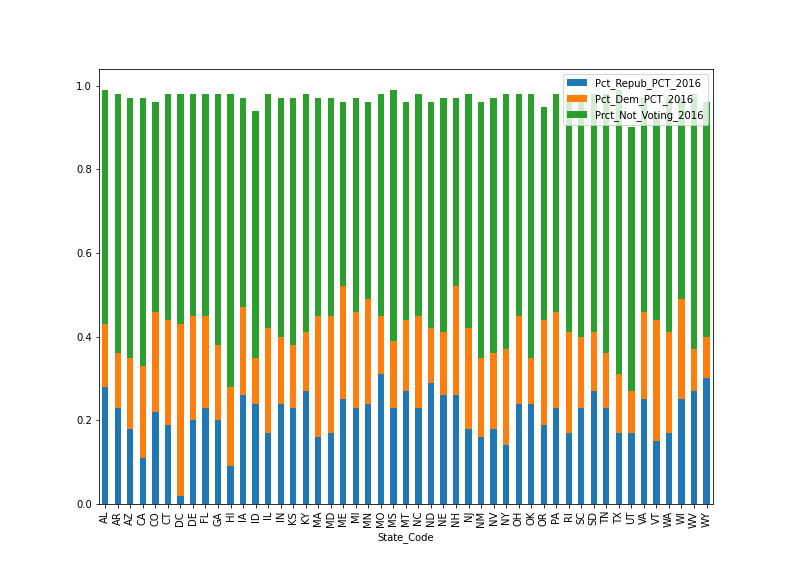 Pct_Repub_PCT_2016
Pct_Dem_PCT_2016
Prct_Not_Voting_2016
1.0
0.8
0.6
0.4
0.2
0.0
AL AR AZ CA CO CT DC DE FL GA HI IA ID IL IN KS KY MA MD ME MI MN MO MS MT NC ND NE NH NJ NM NV NY OH OK OR PA RI SC SD TN TX UT VA VT WA WI WV WY
State_Code